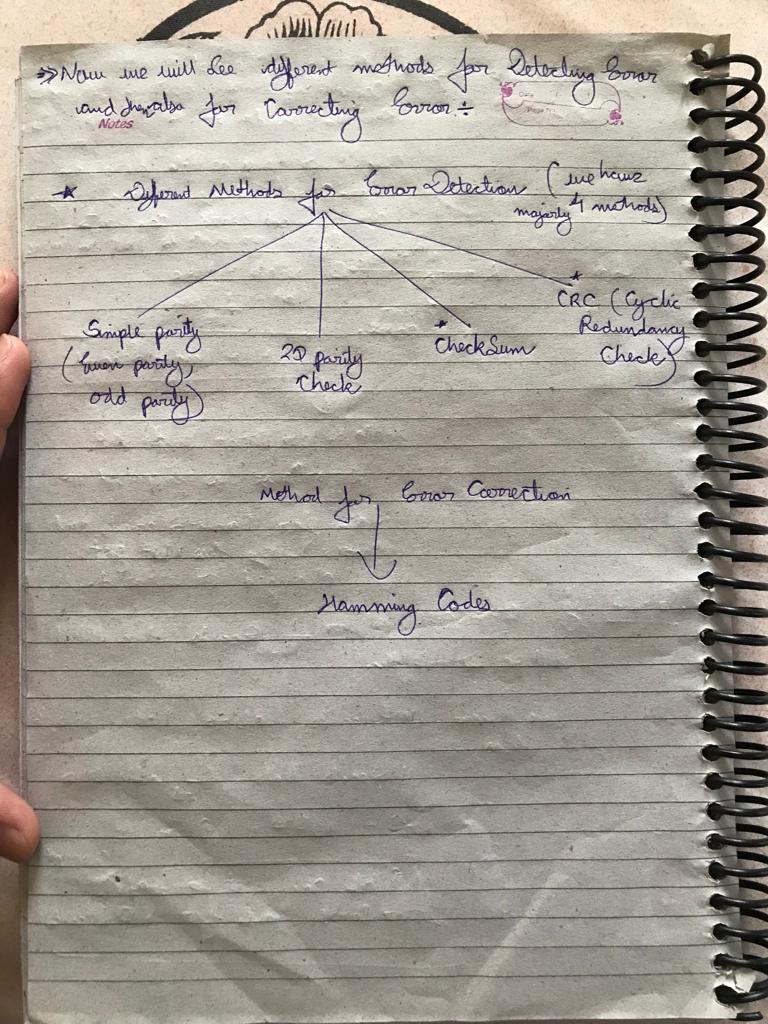 ⇒ Now we will see different methods for Detecting Error
and then also for Correcting Error ÷
Notes
★ Different Methods for Error Detection (we have
majorly 4 methods)
Simple parity
(Even parity,
odd parity)
2D parity
Check
★ CheckSum
★ CRC (Cyclic
Redundancy
Check)
Method for Error Correction
Hamming Codes